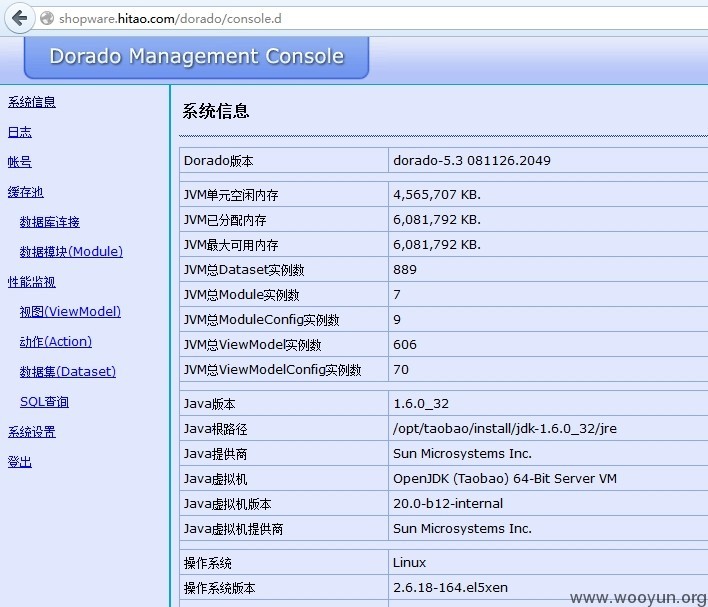 shopware.hitao.com/dorado/console.d
Dorado Management Console
系统信息
日志
帐号
缓存池
数据库连接
数据模块(Module)
性能监视
视图(ViewModel)
动作(Action)
数据集(Dataset)
SQL查询
系统设置
登出
系统信息
Dorado版本 dorado-5.3 081126.2049
JVM单元空闲内存 4,565,707 KB.
JVM已分配内存 6,081,792 KB.
JVM最大可用内存 6,081,792 KB.
JVM总Dataset实例数 889
JVM总Module实例数 7
JVM总ModuleConfig实例数 9
JVM总ViewModel实例数 606
JVM总ViewModelConfig实例数 70
Java版本 1.6.0_32
Java根路径 /opt/taobao/install/jdk-1.6.0_32/jre
Java提供商 Sun Microsystems Inc.
Java虚拟机 OpenJDK (Taobao) 64-Bit Server VM
Java虚拟机版本 20.0-b12-internal
Java虚拟机提供商 Sun Microsystems Inc.
操作系统 Linux
操作系统版本 2.6.18-164.el5xen
www.wooyun.org